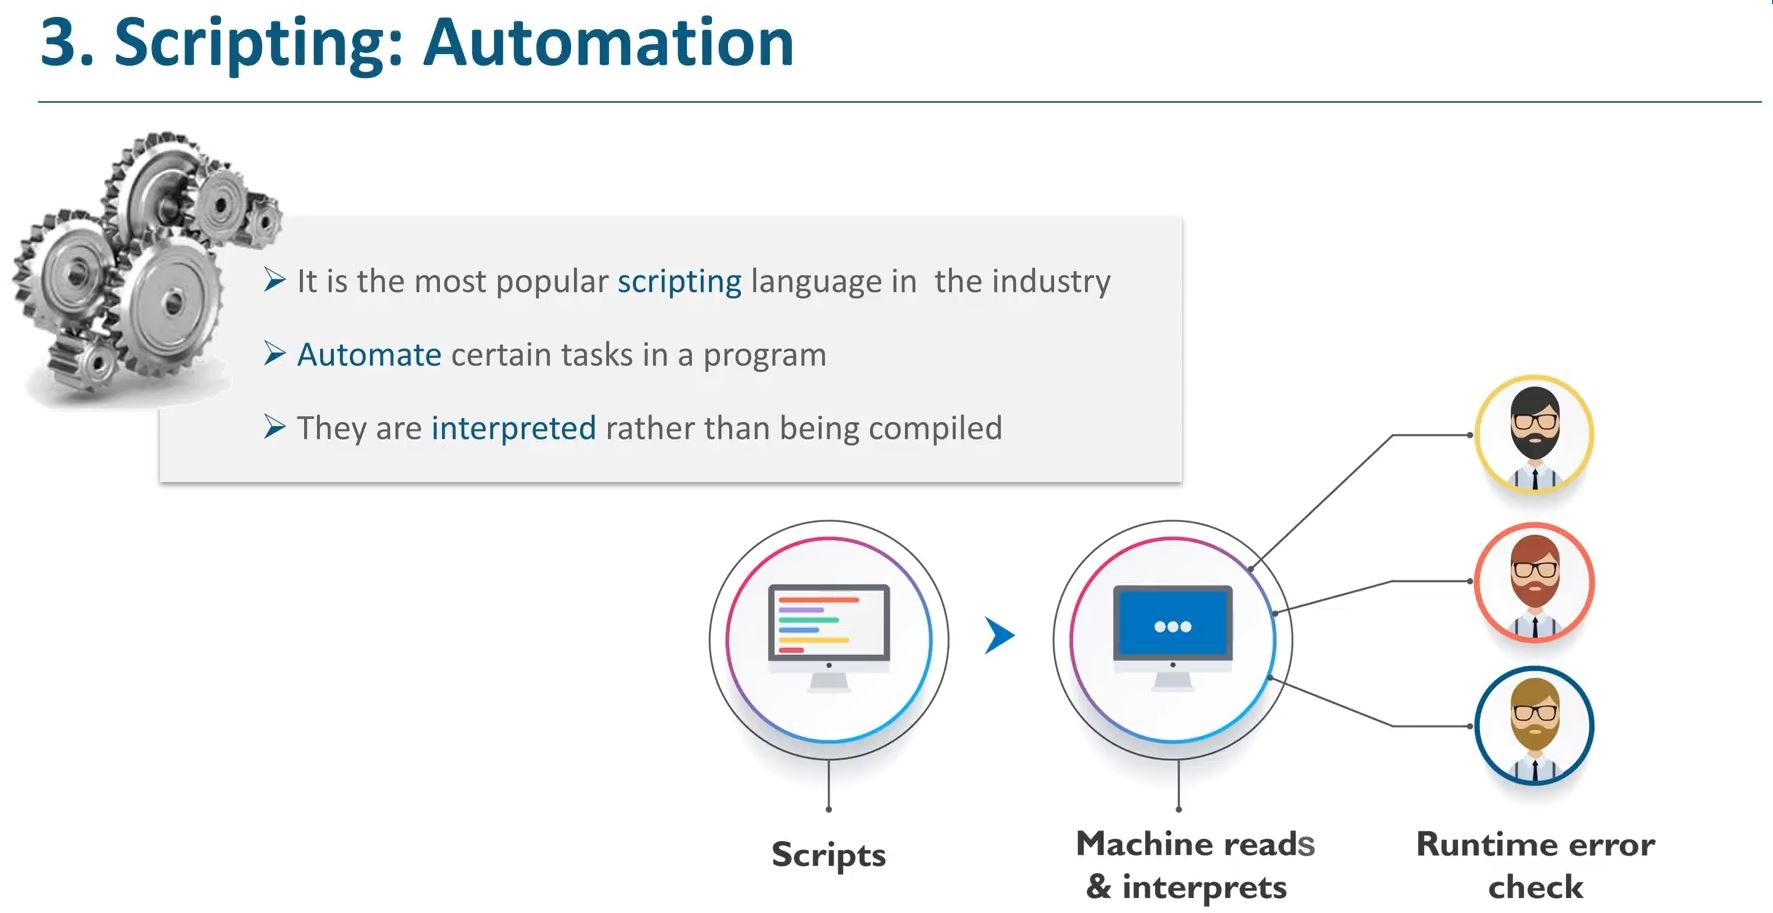 3. Scripting: Automation
It is the most popular scripting language in the industry
Automate certain tasks in a program
They are interpreted rather than being compiled
Scripts
Machine reads
& interprets
Runtime error
check